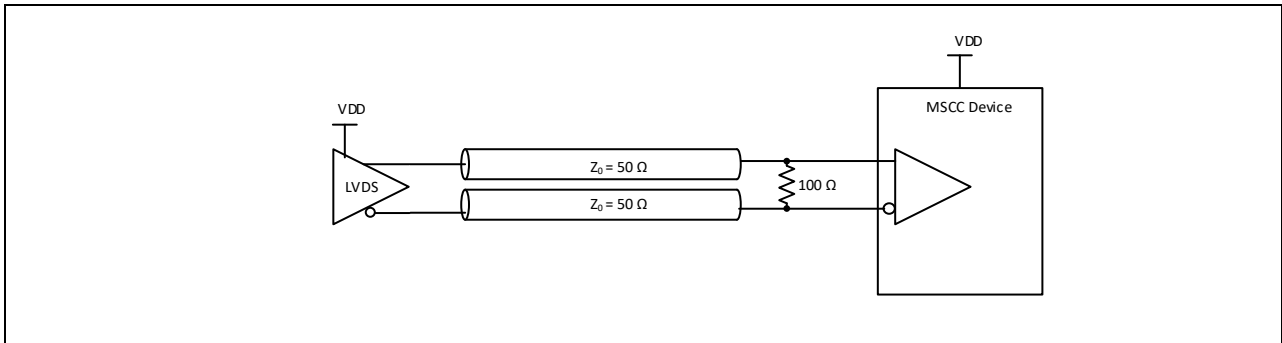 VDD
MSCC Device
VDD
LVDS
Z₀ = 50 Ω
Z₀ = 50 Ω
100 Ω